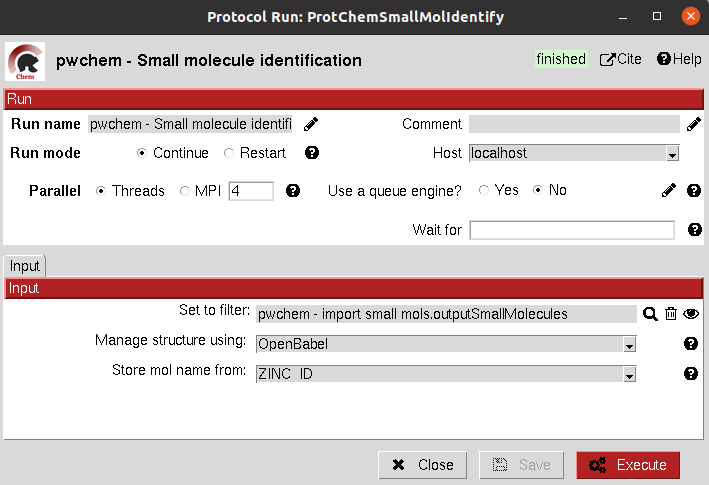 Protocol Run: ProtChemSmallMolIdentify
Chem
pwchem - Small molecule identification
finished Cite Help
Run
Run name pwchem - Small molecule identifi Comment
Run mode Continue Restart Host localhost
Parallel Threads MPI 4 Use a queue engine? Yes No
Wait for
Input
Input
Set to filter: pwchem - import small mols.outputSmallMolecules
Manage structure using: OpenBabel
Store mol name from: ZINC_ID
Close Save Execute